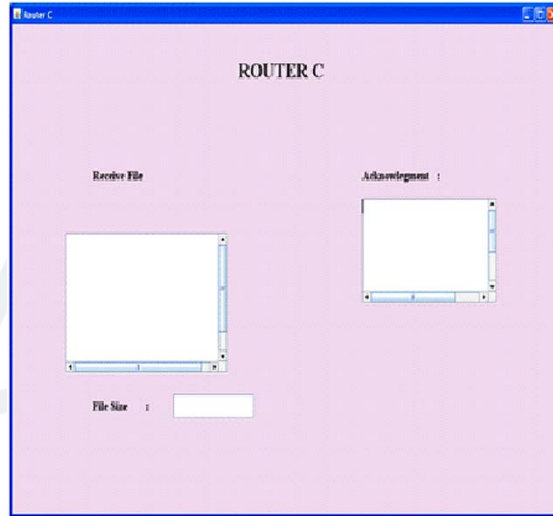 Router C
ROUTER C
Receive File
Acknowlegment :
File Size :